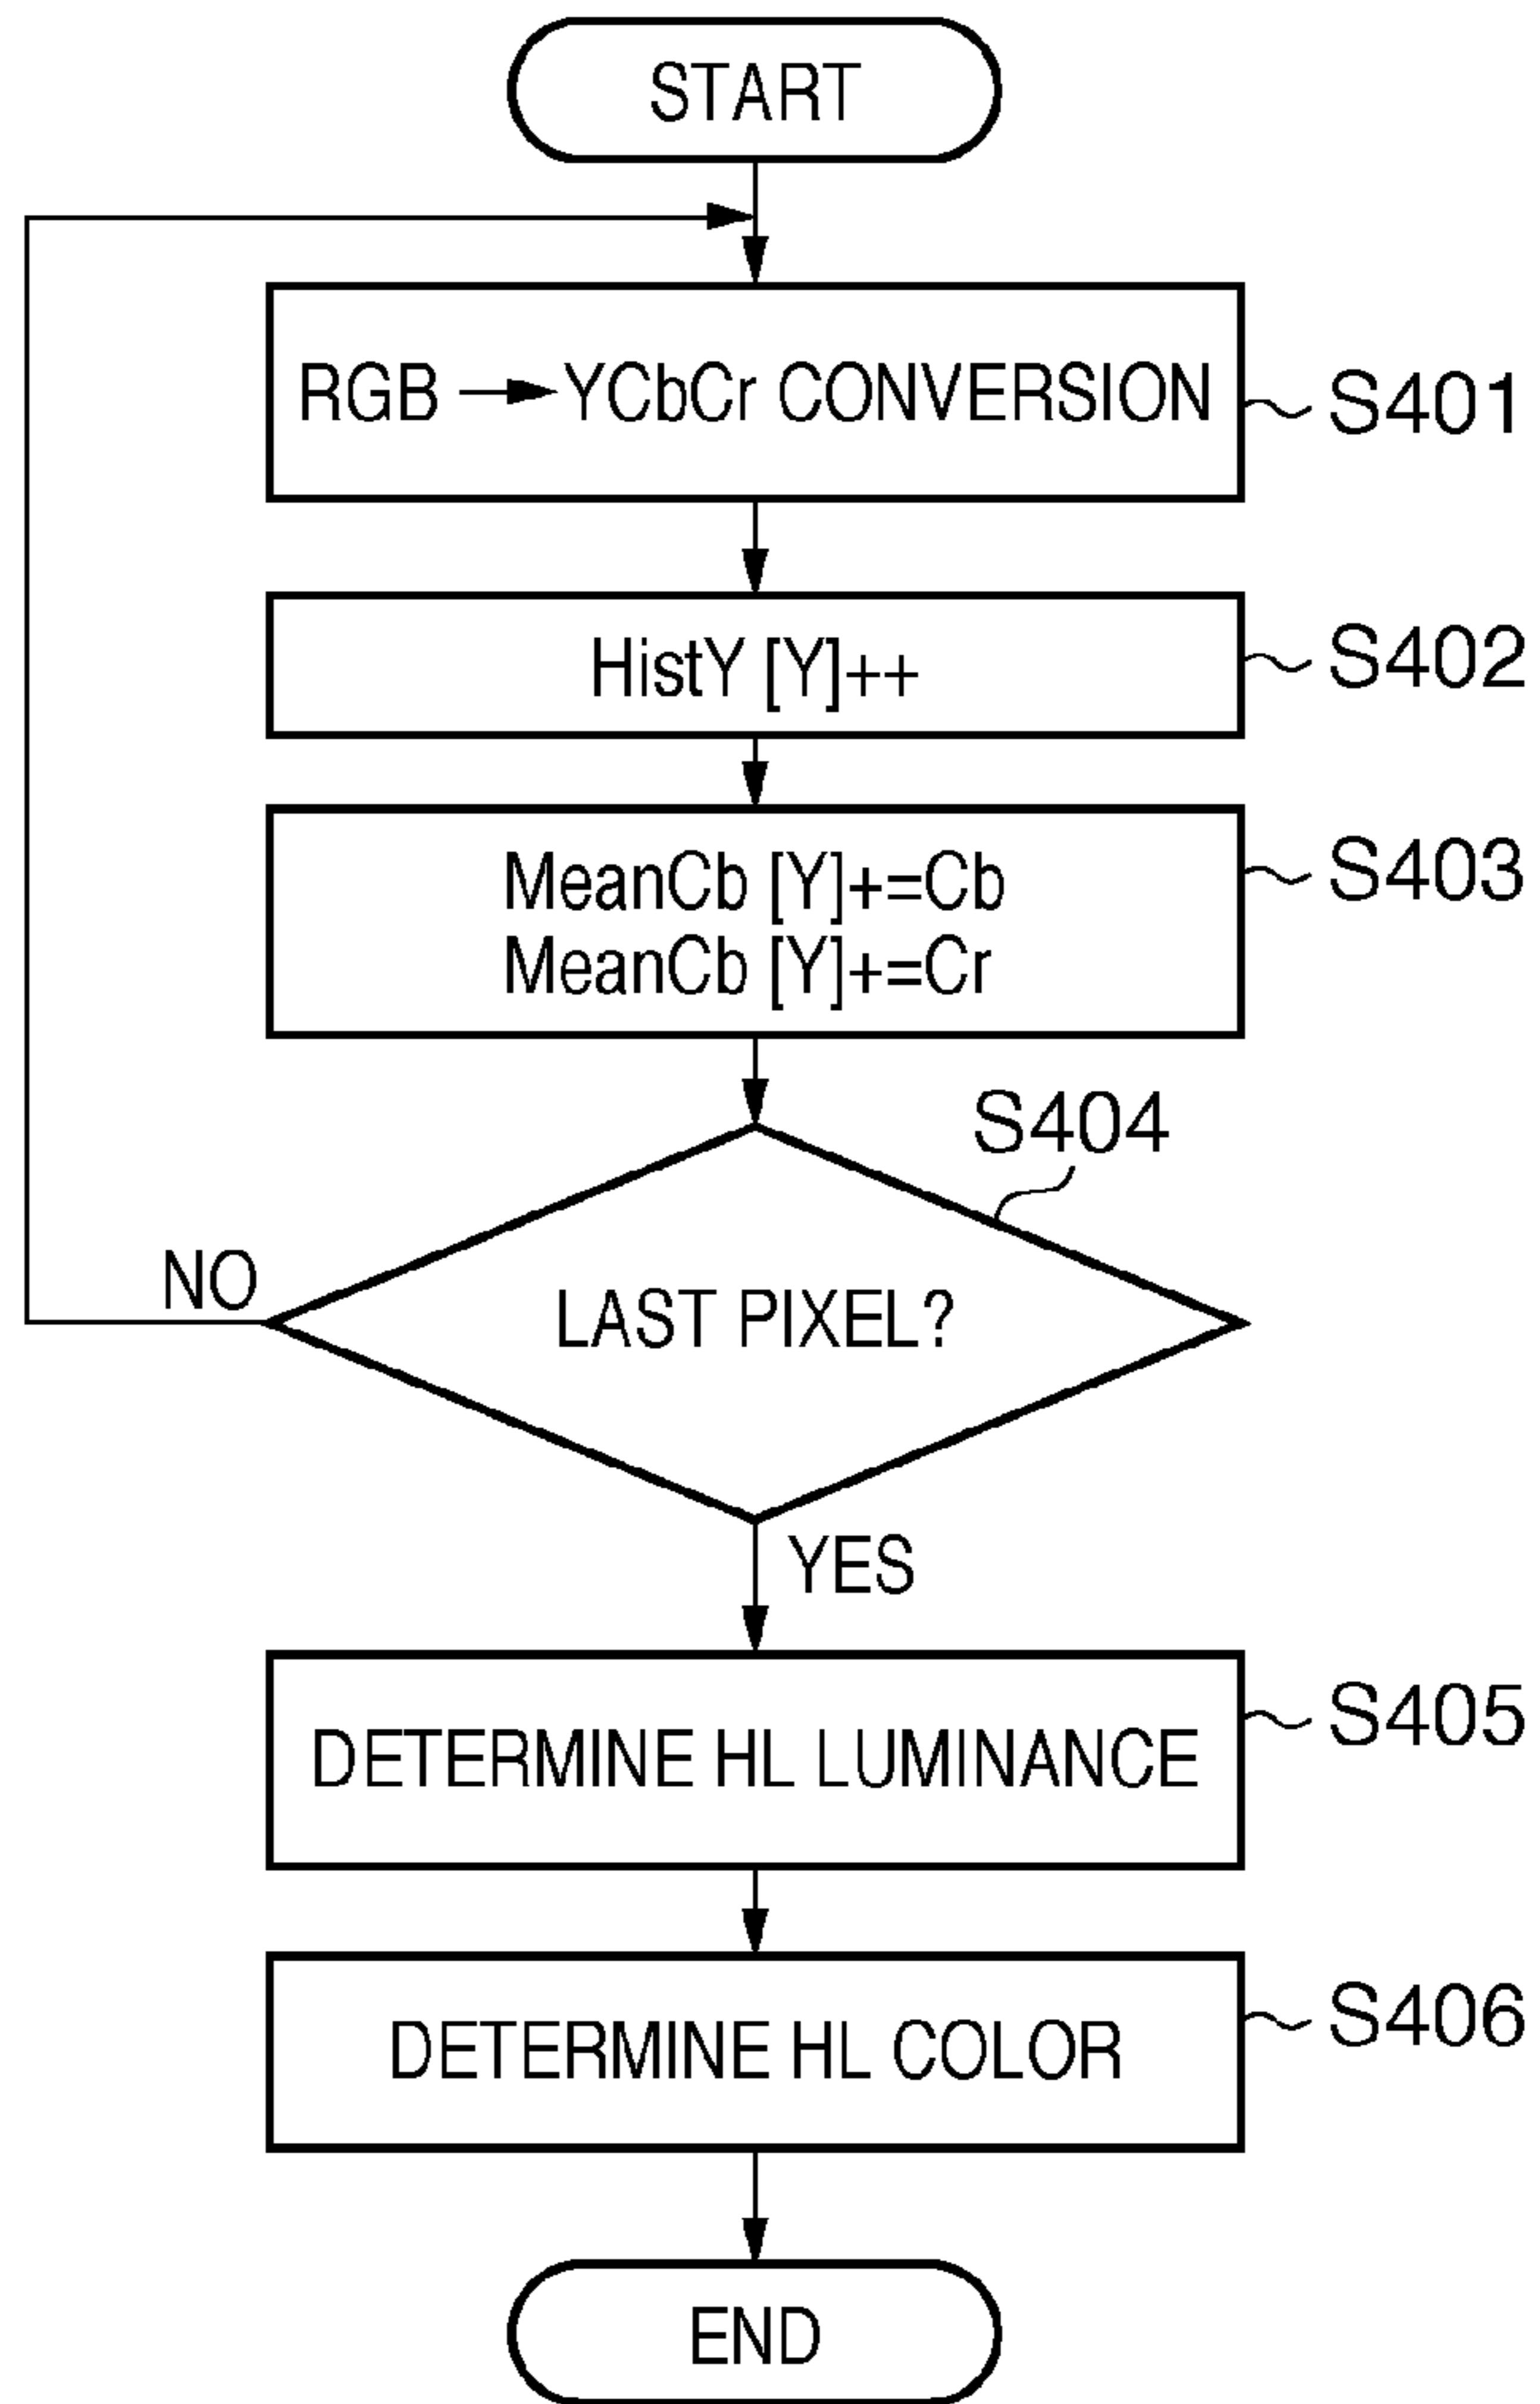 START
RGB → YCbCr CONVERSION
S401
HistY [Y]++
S402
MeanCb [Y]+=Cb
MeanCb [Y]+=Cr
S403
S404
LAST PIXEL?
NO
YES
DETERMINE HL LUMINANCE
S405
DETERMINE HL COLOR
S406
END